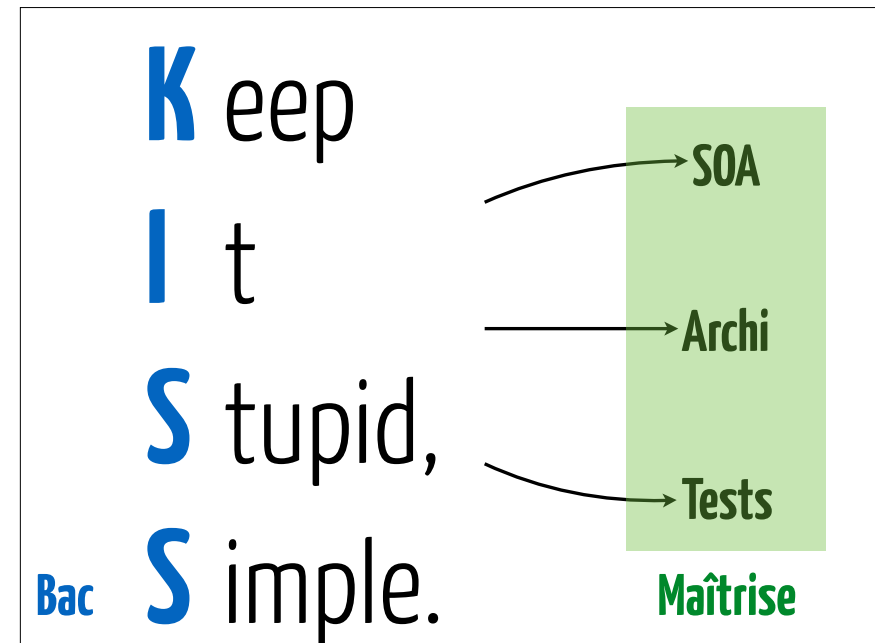 Keep
It
Stupid,
Simple.
Bac
SOA
Archi
Tests
Maîtrise